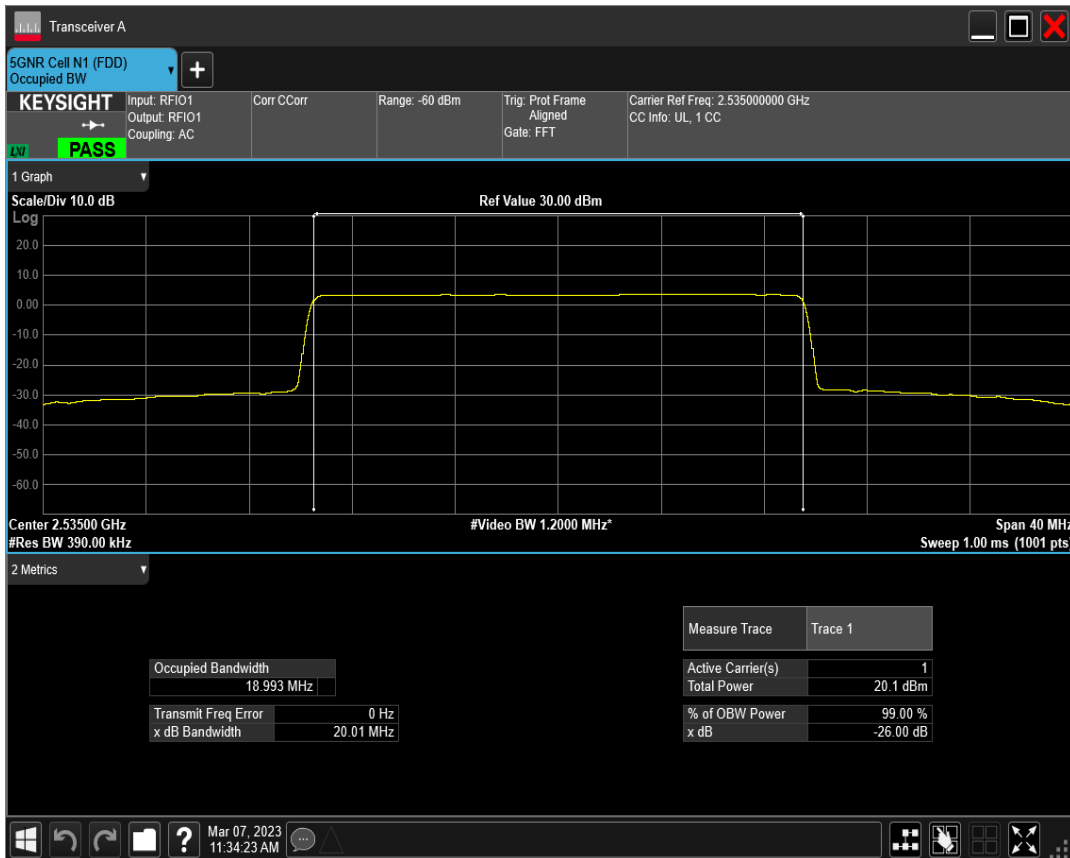 Transceiver A
5GNR Cell N1 (FDD)
Occupied BW
+
KEYSIGHT
LXI
PASS
Input: RFIO1
Output: RFIO1
Coupling: AC
Corr CCorr
Range: -60 dBm
Trig: Prot Frame
Aligned
Gate: FFT
Carrier Ref Freq: 2.535000000 GHz
CC Info: UL, 1 CC
1 Graph
Scale/Div 10.0 dB
Ref Value 30.00 dBm
Log
20.0
10.0
0.00
-10.0
-20.0
-30.0
-40.0
-50.0
-60.0
Center 2.53500 GHz
#Video BW 1.2000 MHz*
Span 40 MHz
#Res BW 390.00 kHz
Sweep 1.00 ms (1001 pts)
2 Metrics
Measure Trace Trace 1
Occupied Bandwidth
18.993 MHz
Transmit Freq Error 0 Hz
x dB Bandwidth 20.01 MHz
Active Carrier(s) 1
Total Power 20.1 dBm
% of OBW Power 99.00 %
x dB -26.00 dB
?
Mar 07, 2023
11:34:23 AM